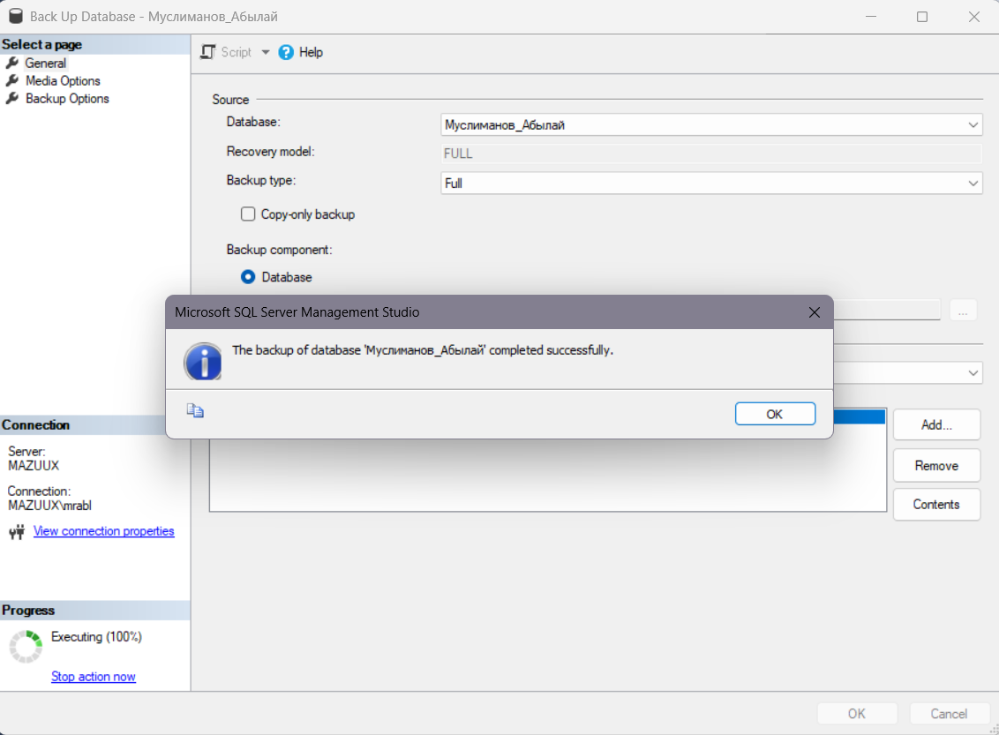 Back Up Database - Муслиманов_Абылай
Select a page
General
Media Options
Backup Options
Script
Help
Source
Database:
Муслиманов_Абылай
Recovery model:
FULL
Backup type:
Full
Copy-only backup
Backup component:
Database
...
Microsoft SQL Server Management Studio
The backup of database 'Муслиманов_Абылай' completed successfully.
OK
Add...
Remove
Contents
Connection
Server:
MAZUUX
Connection:
MAZUUX\mrabl
View connection properties
Progress
Executing (100%)
Stop action now
OK
Cancel